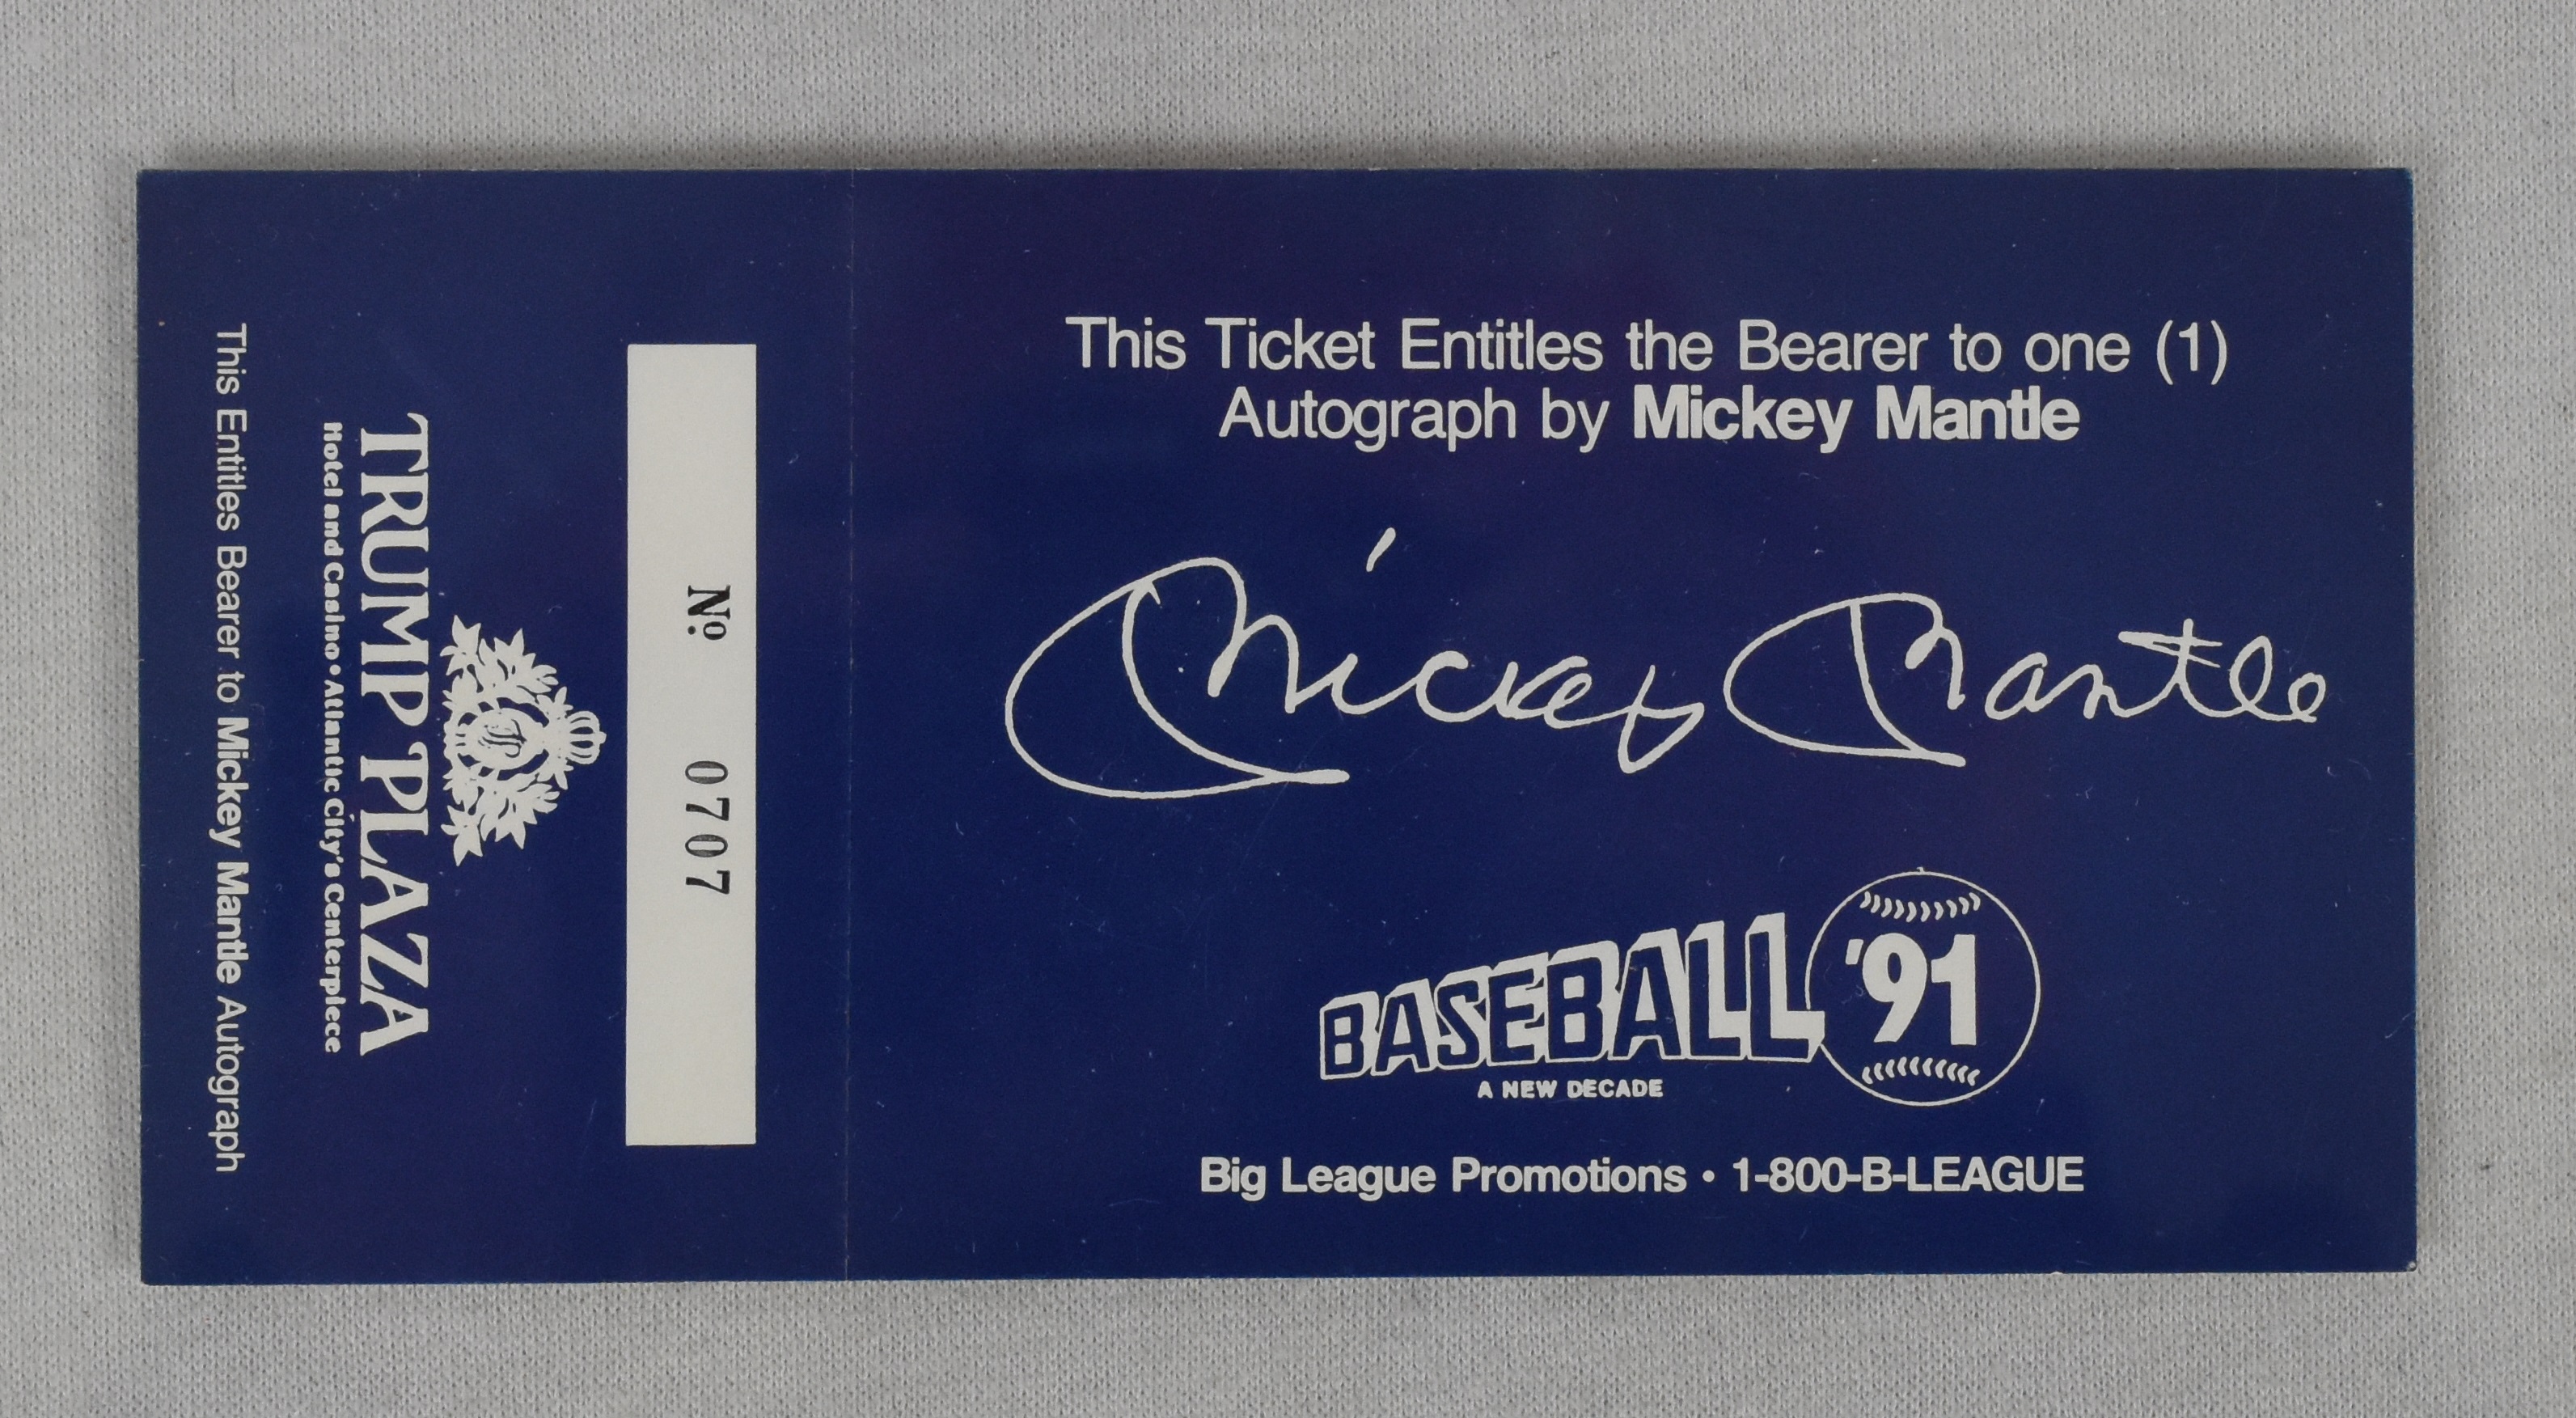 This Ticket Entitles the Bearer to one (1)
Autograph by Mickey Mantle
Mickey Mantle
BASEBALL '91
A NEW DECADE
Big League Promotions • 1-800-B-LEAGUE
Nº 0707
TRUMP PLAZA
Hotel and Casino • Atlantic City's Centerpiece
This Entitles Bearer to Mickey Mantle Autograph